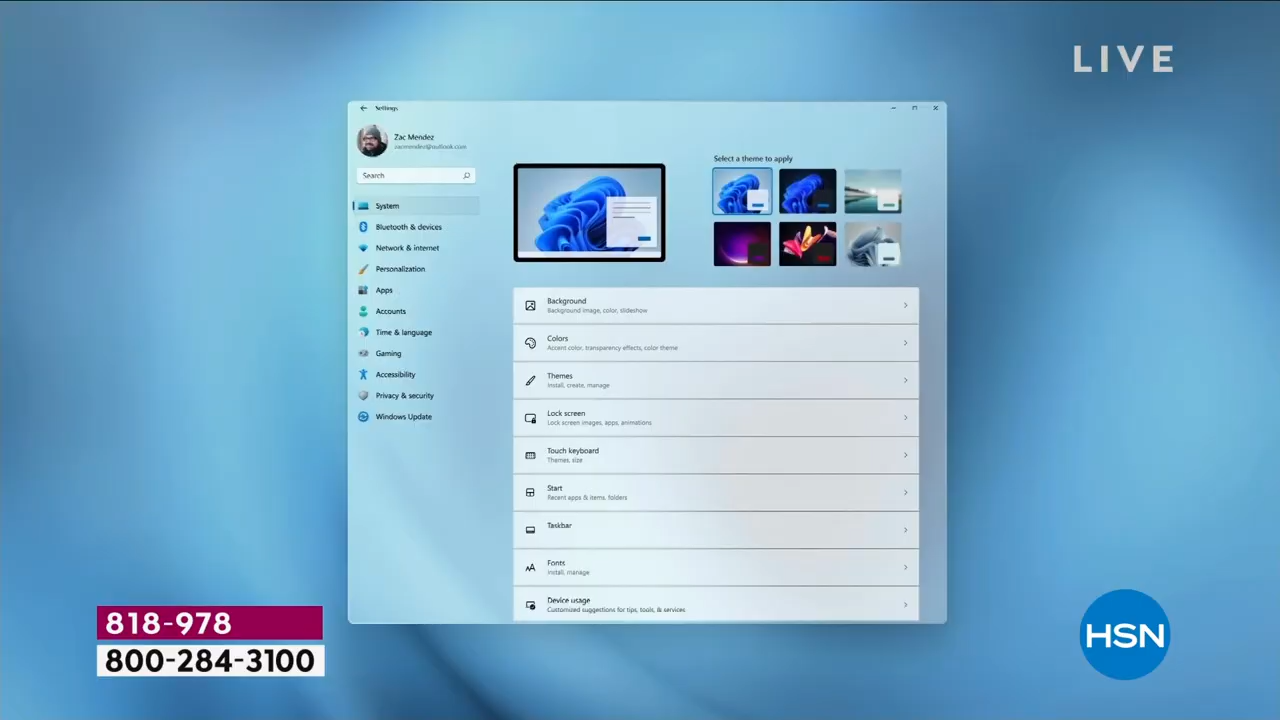 LIVE
Settings
Zac Mendez
zacmendez@outlook.com
Search
System
Bluetooth & devices
Network & internet
Personalization
Apps
Accounts
Time & language
Gaming
Accessibility
Privacy & security
Windows Update
Select a theme to apply
Background
Background image, color, slideshow
Colors
Accent color, transparency effects, color theme
Themes
Install, create, manage
Lock screen
Lock screen images, apps, animations
Touch keyboard
Themes, size
Start
Recent apps & items, folders
Taskbar
Fonts
Install, manage
Device usage
Customized suggestions for tips, tools, & services
818-978
800-284-3100
HSN